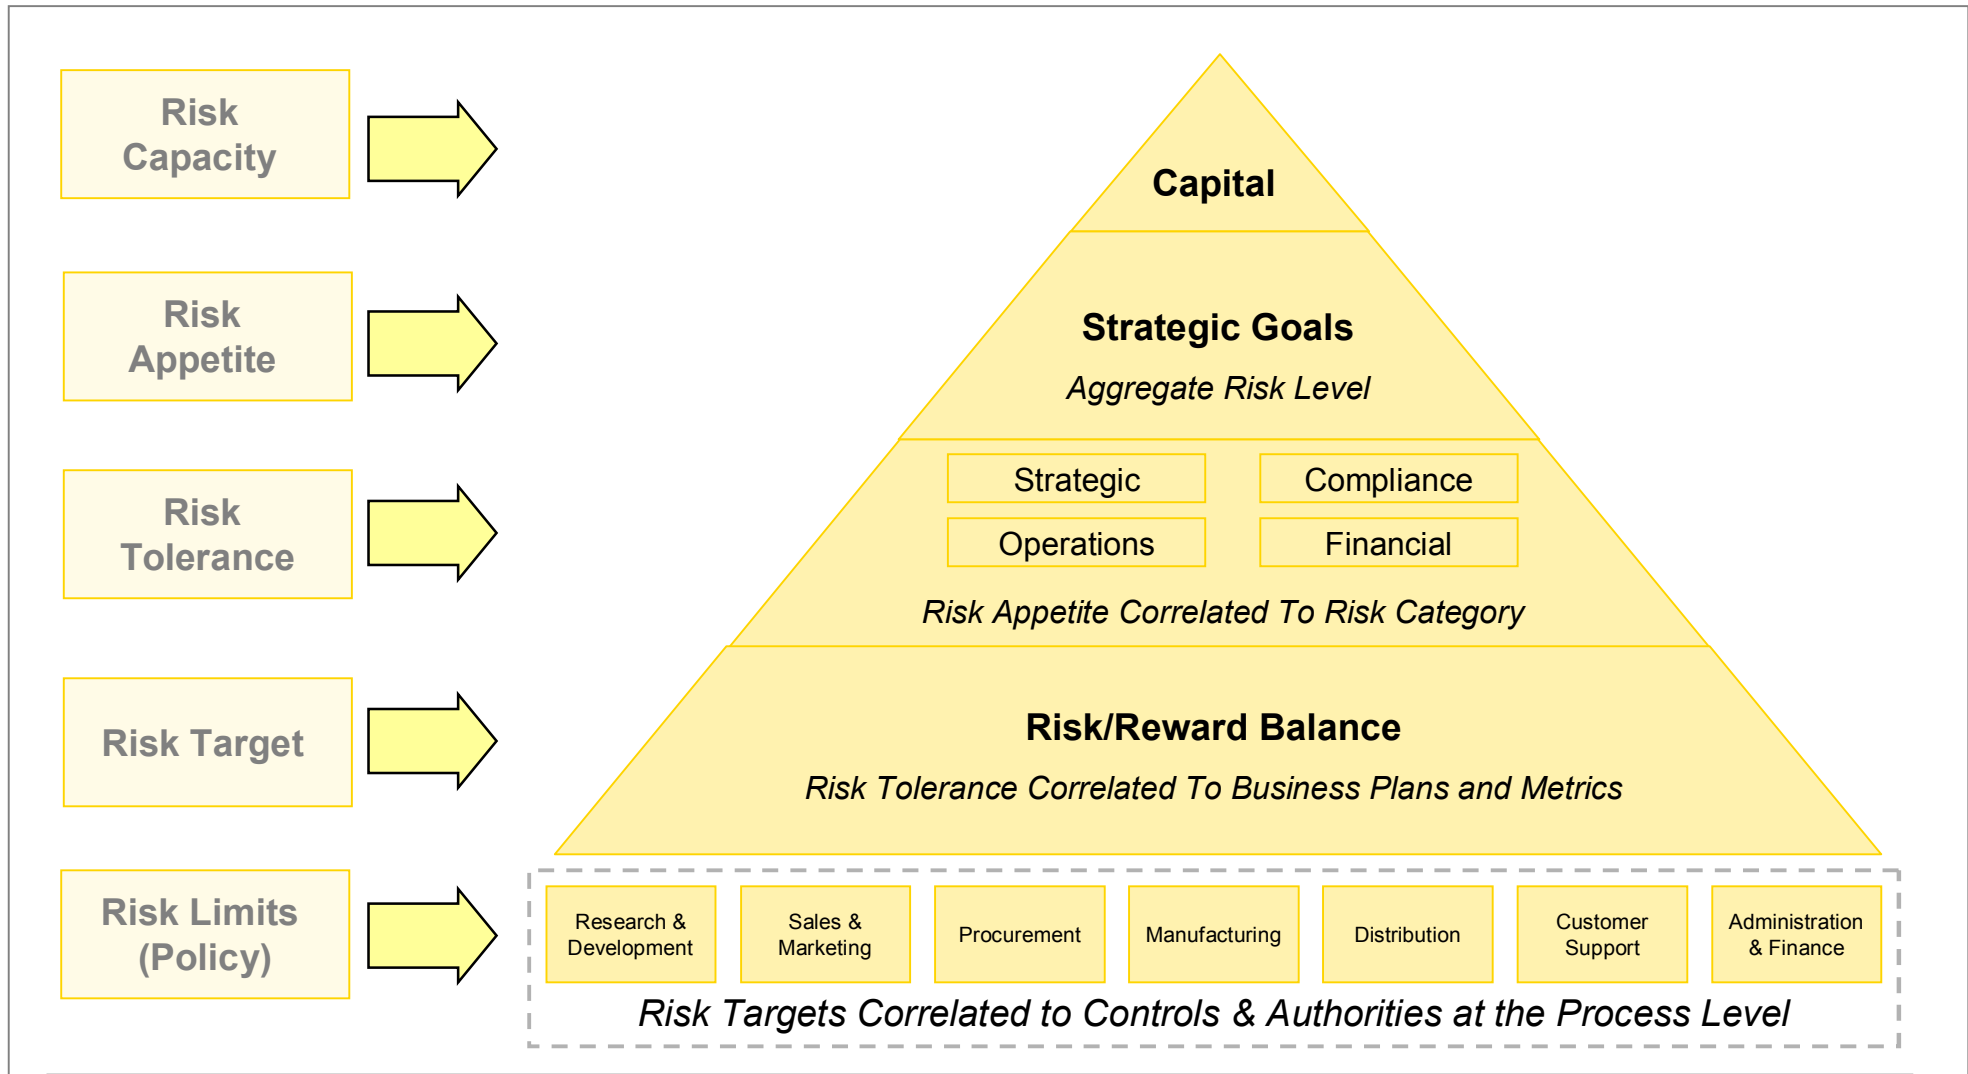 Risk
Capacity
Capital
Risk
Appetite
Strategic Goals
Aggregate Risk Level
Risk
Tolerance
Strategic
Compliance
Operations
Financial
Risk Appetite Correlated To Risk Category
Risk Target
Risk/Reward Balance
Risk Tolerance Correlated To Business Plans and Metrics
Risk Limits
(Policy)
Research &
Development
Sales &
Marketing
Procurement
Manufacturing
Distribution
Customer
Support
Administration
& Finance
Risk Targets Correlated to Controls & Authorities at the Process Level